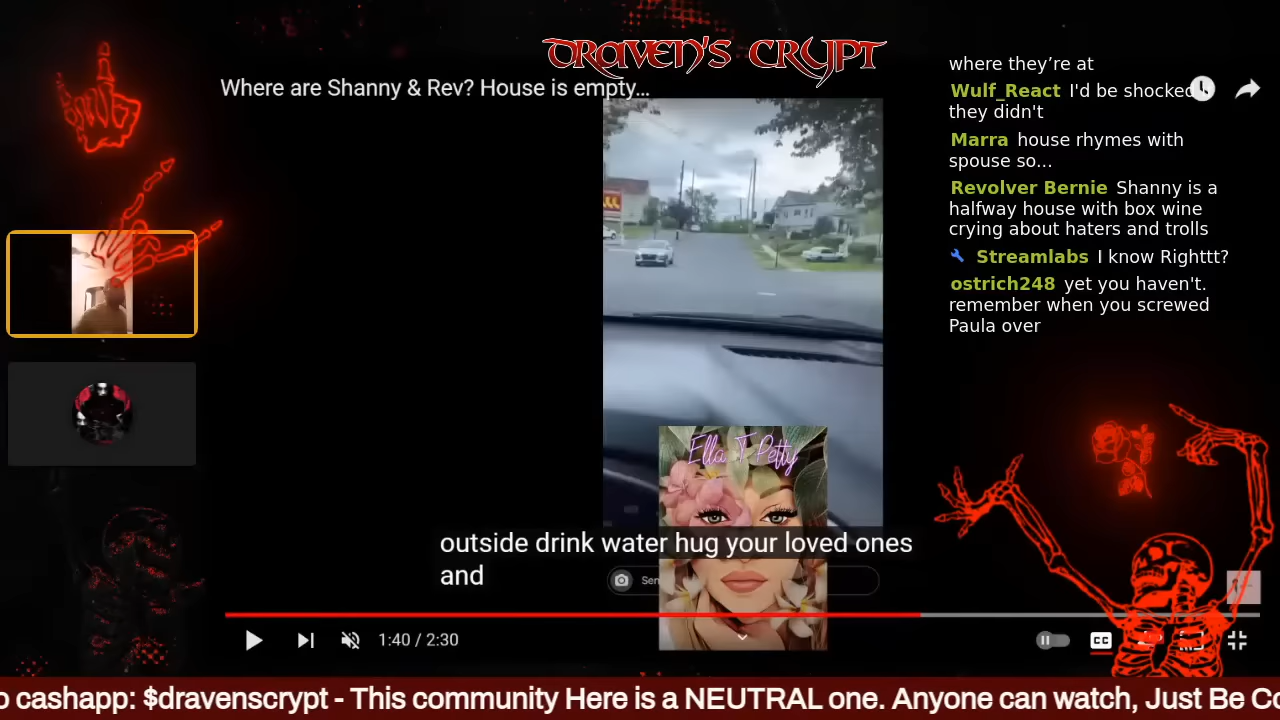 DRAVEN'S CRYPT
Where are Shanny & Rev? House is empty...
where they're at
Wulf_React I'd be shocked
they didn't
Marra house rhymes with
spouse so...
Revolver Bernie Shanny is a
halfway house with box wine
crying about haters and trolls
Streamlabs I know Righttt?
ostrich248 yet you haven't.
remember when you screwed
Paula over
Ella T Petty
outside drink water hug your loved ones
and
Sen
1:40 / 2:30
CC
o cashapp: $dravenscrypt - This community Here is a NEUTRAL one. Anyone can watch, Just Be Co